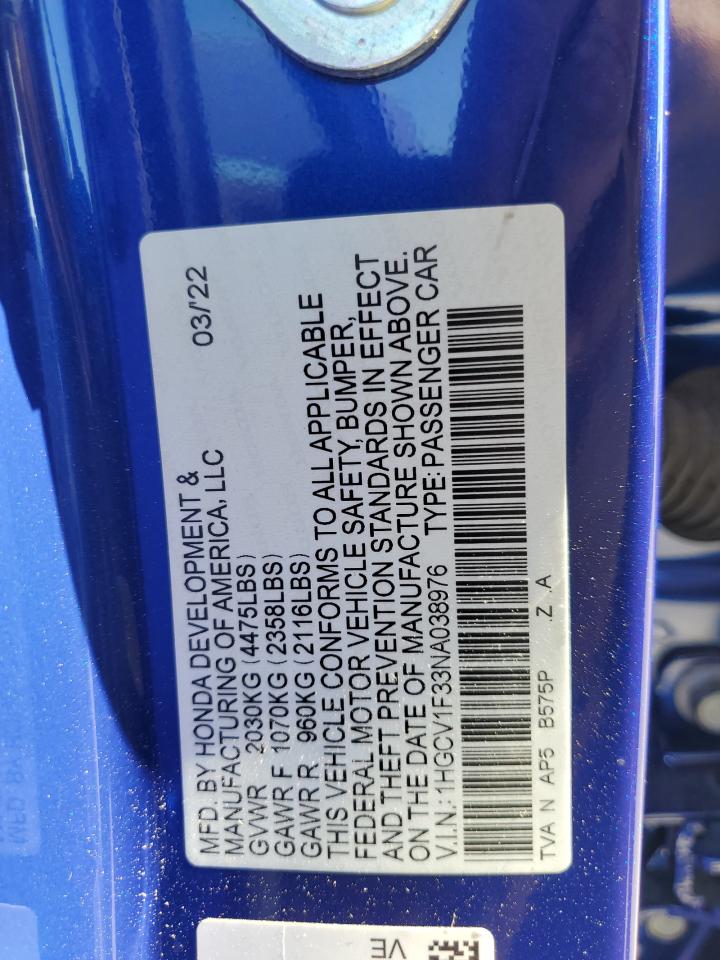 MFD. BY HONDA DEVELOPMENT &
MANUFACTURING OF AMERICA, LLC 03/'22
GVWR 2030KG (4475LBS)
GAWR F 1070KG (2358LBS)
GAWR R 960KG (2116LBS)
THIS VEHICLE CONFORMS TO ALL APPLICABLE
FEDERAL MOTOR VEHICLE SAFETY, BUMPER,
AND THEFT PREVENTION STANDARDS IN EFFECT
ON THE DATE OF MANUFACTURE SHOWN ABOVE.
V.I.N.: 1HGCV1F33NA038976 TYPE:PASSENGER CAR
TVA N AP5 B575P .Z .A
VE